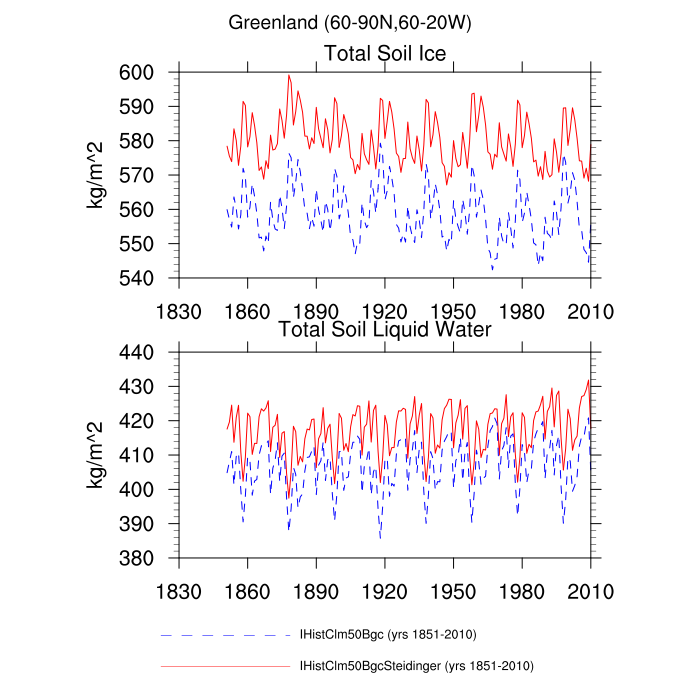 Greenland (60-90N,60-20W)
Total Soil Ice
600
590
580
570
560
550
540
kg/m^2
1830 1860 1890 1920 1950 1980 2010
Total Soil Liquid Water
440
430
420
410
400
390
380
kg/m^2
1830 1860 1890 1920 1950 1980 2010
IHistClm50Bgc (yrs 1851-2010)
IHistClm50BgcSteidinger (yrs 1851-2010)